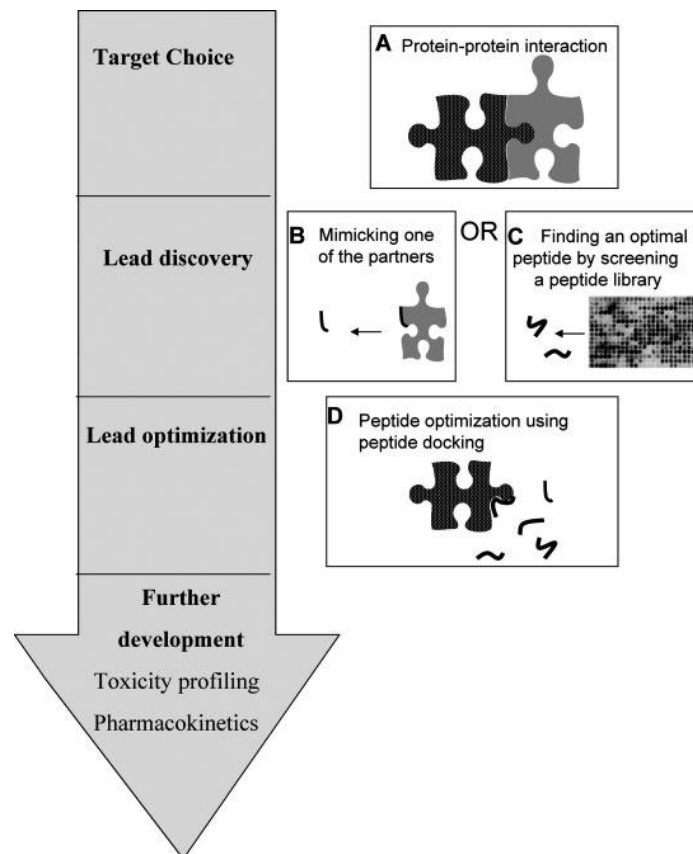 Target Choice
A Protein-protein interaction
Lead discovery
B Mimicking one
of the partners
OR
C Finding an optimal
peptide by screening
a peptide library
Lead optimization
D Peptide optimization using
peptide docking
Further
development
Toxicity profiling
Pharmacokinetics